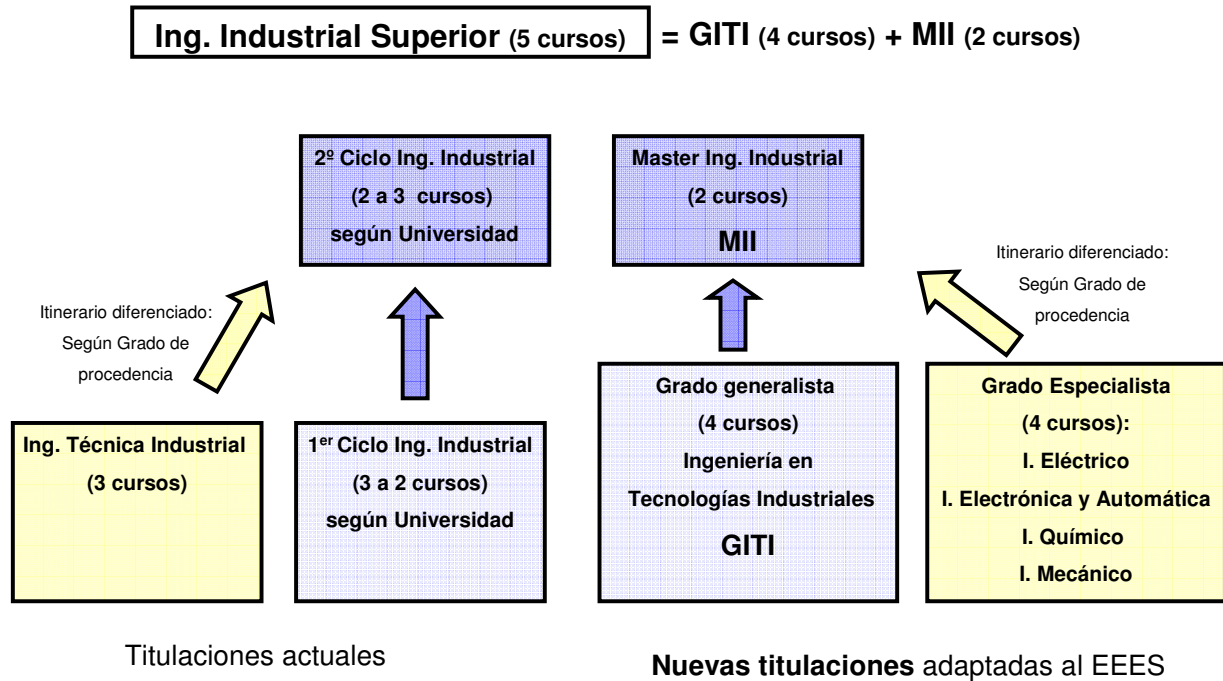 Ing. Industrial Superior (5 cursos) = GITI (4 cursos) + MII (2 cursos)
2º Ciclo Ing. Industrial
(2 a 3 cursos)
según Universidad
Master Ing. Industrial
(2 cursos)
MII
Itinerario diferenciado:
Según Grado de
procedencia
Itinerario diferenciado:
Según Grado de
procedencia
Ing. Técnica Industrial
(3 cursos)
1er Ciclo Ing. Industrial
(3 a 2 cursos)
según Universidad
Grado generalista
(4 cursos)
Ingeniería en
Tecnologías Industriales
GITI
Grado Especialista
(4 cursos):
I. Eléctrico
I. Electrónica y Automática
I. Químico
I. Mecánico
Titulaciones actuales
Nuevas titulaciones adaptadas al EEES